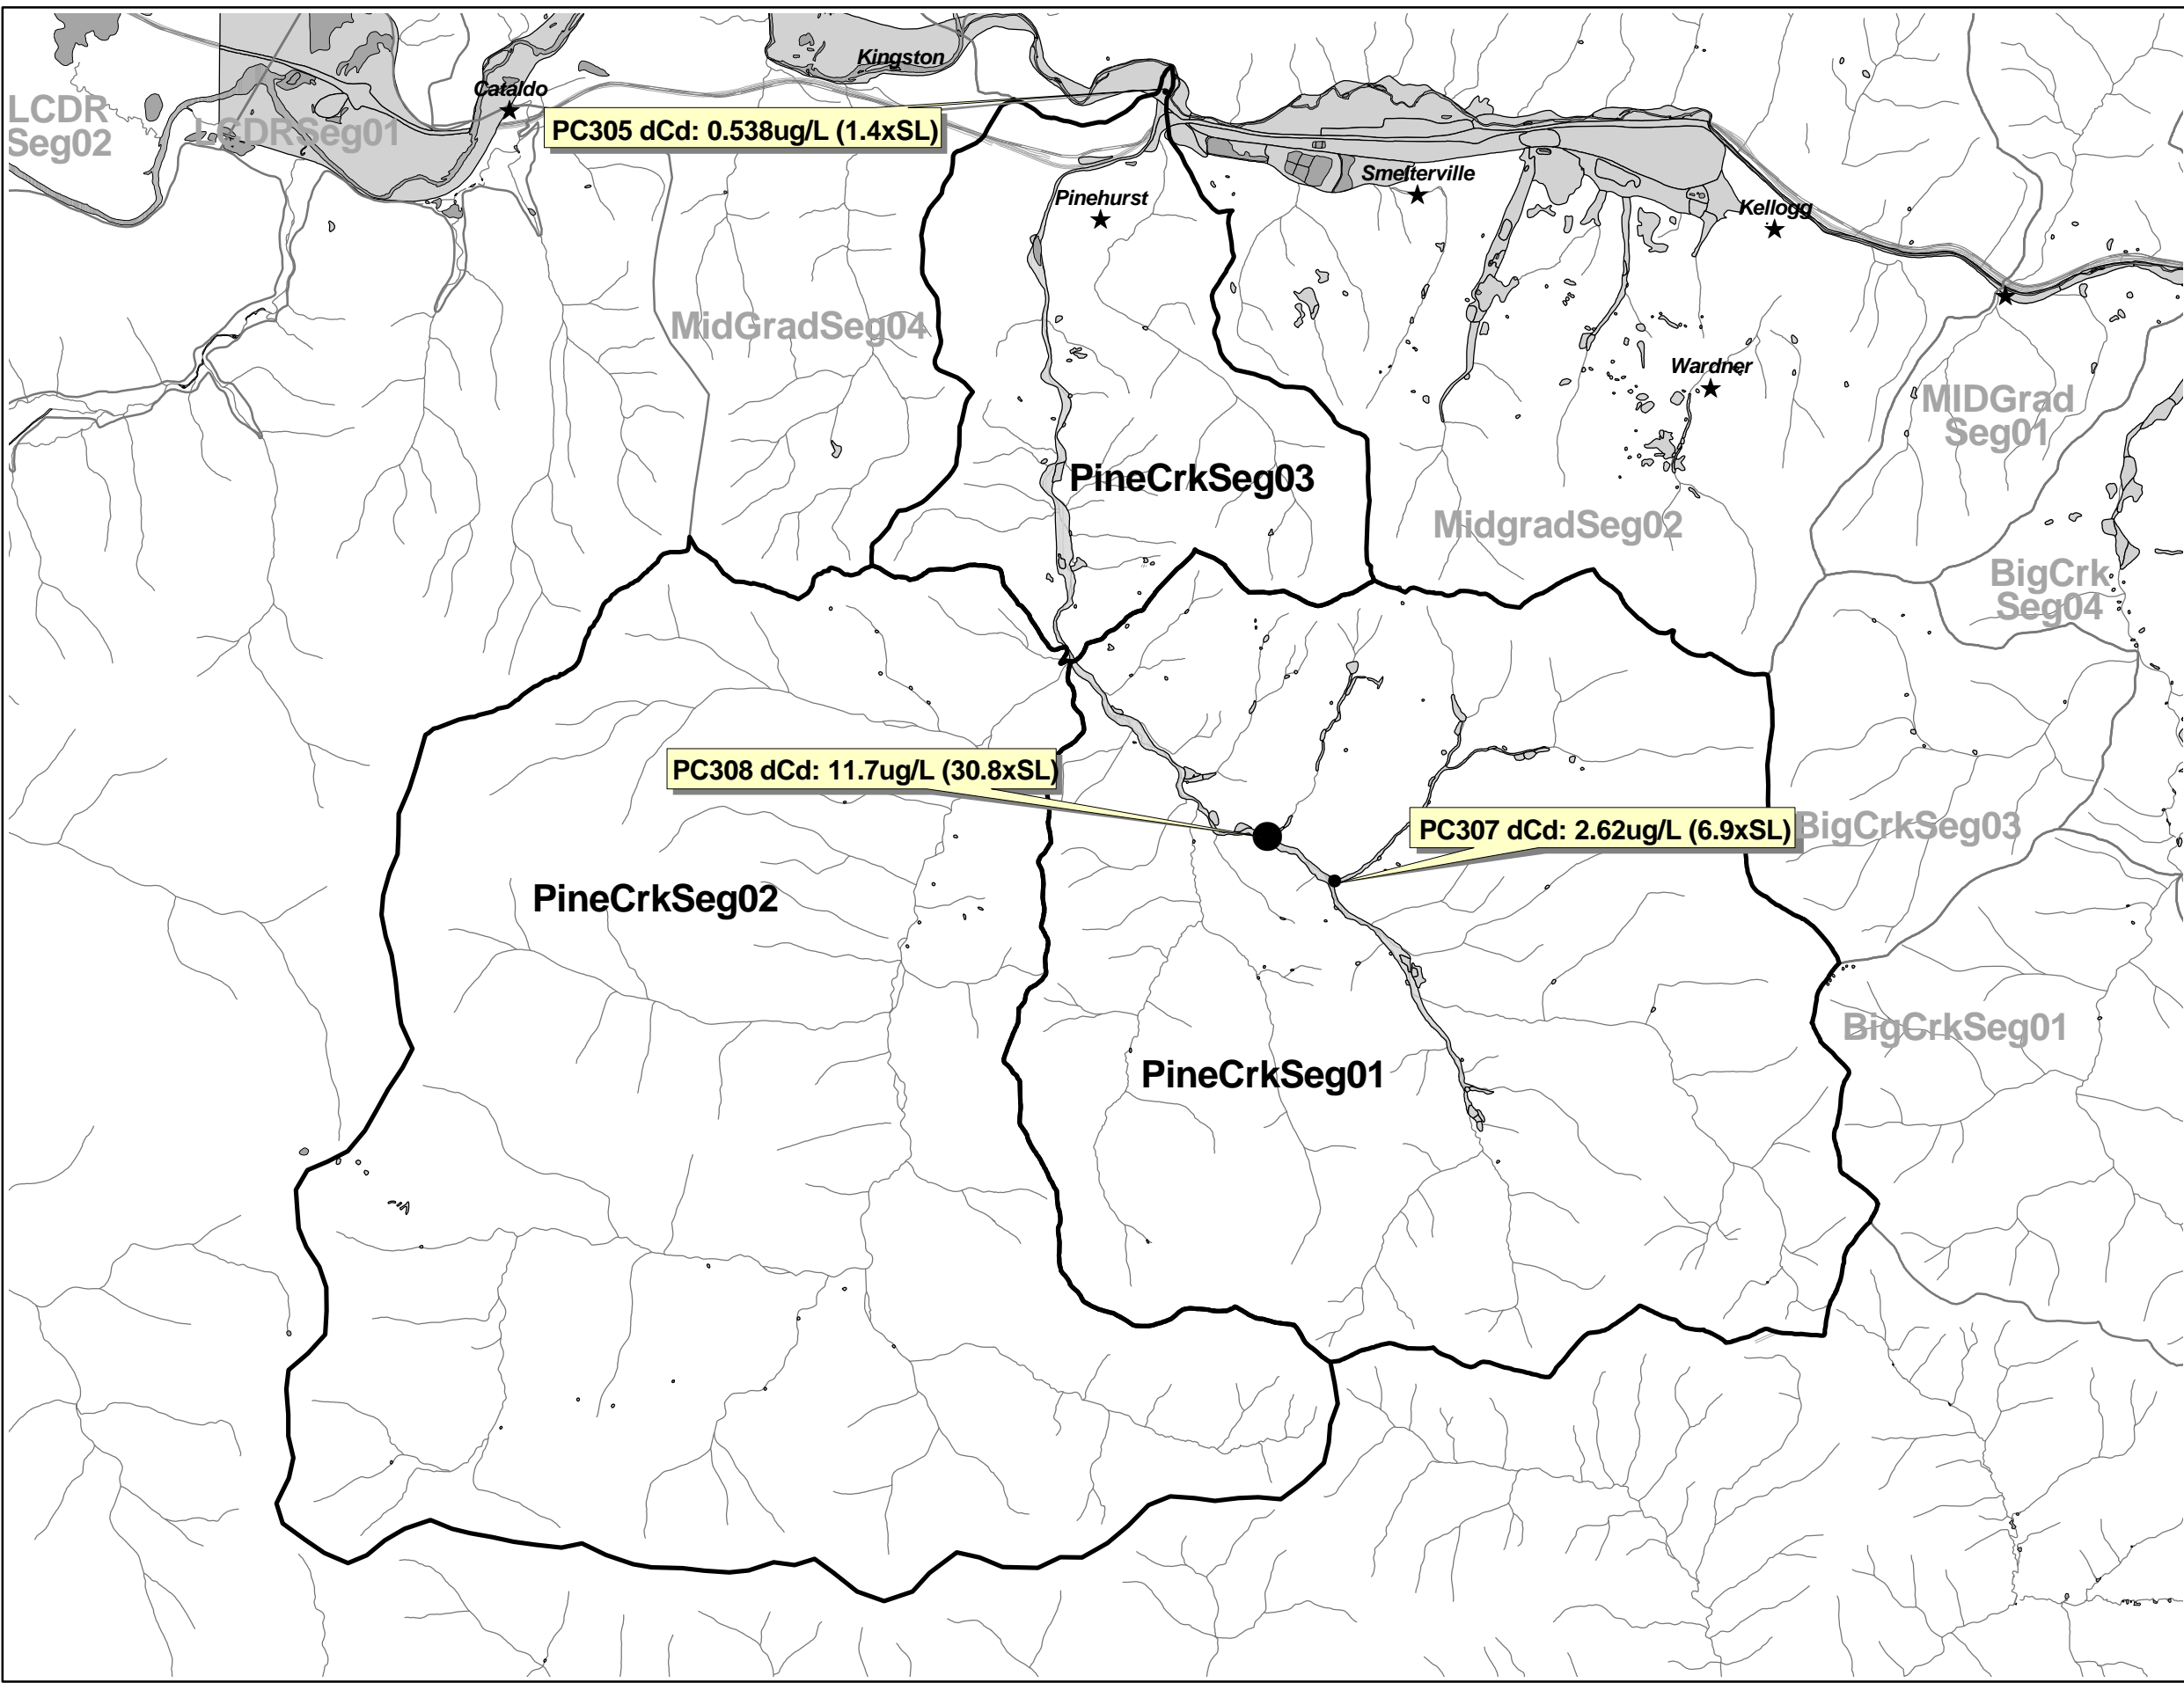 Kingston
Cataldo
LCDR
Seg02
LCDRSeg01
PC305 dCd: 0.538ug/L (1.4xSL)
Smelterville
Pinehurst
Kellogg
MidGradSeg04
Wardner
MIDGrad
Seg01
PineCrkSeg03
MidgradSeg02
BigCrk
Seg04
PC308 dCd: 11.7ug/L (30.8xSL)
PC307 dCd: 2.62ug/L (6.9xSL)
BigCrkSeg03
PineCrkSeg02
BigCrkSeg01
PineCrkSeg01